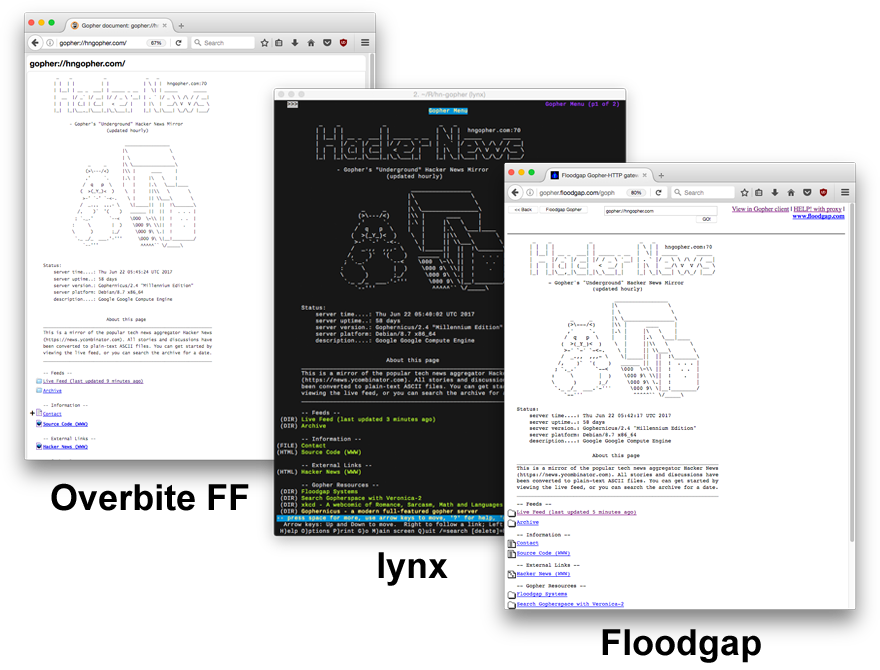 Gopher document: gopher://h
gopher://hngopher.com/
67%
Search
gopher://hngopher.com/
hngopher.com:70
- Gopher's "Underground" Hacker News Mirror
(updated hourly)
Status:
server time....: Thu Jun 22 05:43:24 UTC 2017
server uptime..: 58 days
server version.: Gophernicus/2.4 "Millennium Edition"
server platform: Debian/8.7 x86_64
description....: Google Google Compute Engine
About this page
This is a mirror of the popular tech news aggregator Hacker News
(https://news.ycombinator.com). All stories and discussions have
been converted to plain-text ASCII files. You can get started by
viewing the live feed, or you can search the archive for a date.
-- Feeds --
Live Feed (last updated 9 minutes ago)
Archive
-- Information --
Contact
Source Code (WWW)
-- External Links --
Hacker News (WWW)
Overbite FF
2. ~/R/hn-gopher (lynx)
>>>
Gopher Menu (p1 of 2)
Gopher Menu
hngopher.com:70
- Gopher's "Underground" Hacker News Mirror
(updated hourly)
Status:
server time....: Thu Jun 22 05:40:02 UTC 2017
server uptime..: 58 days
server version.: Gophernicus/2.4 "Millennium Edition"
server platform: Debian/8.7 x86_64
description....: Google Google Compute Engine
About this page
This is a mirror of the popular tech
(https://news.ycombinator.com). All stories and discussions
been converted to plain-text ASCII files. You can get
viewing the live feed, or you can search the archive for
-- Feeds --
(DIR) Live Feed (last updated 3 minutes ago)
(DIR) Archive
-- Information --
(FILE) Contact
(HTML) Source Code (WWW)
-- External Links --
(HTML) Hacker News (WWW)
-- Gopher Resources --
(DIR) Floodgap Systems
(DIR) Search Gopherspace with Veronica-2
(DIR) xkcd - A webcomic of Romance, Sarcasm, Math and Languages
(DIR) Gophernicus - a modern full-featured gopher server
-- press space for more, use arrow keys to move, '?' for help,
Arrow keys: Up and Down to move. Right to follow a link; Left
H)elp O)ptions P)rint G)o M)ain screen Q)uit /=search [delete]
lynx
Floodgap Gopher-HTTP gatew
gopher.floodgap.com/goph
80%
Search
<< Back
Floodgap Gopher
gopher://hngopher.com
GO!
View in Gopher client | HELP! with proxy |
www.floodgap.com
hngopher.com:70
- Gopher's "Underground" Hacker News Mirror
(updated hourly)
Status:
server time....: Thu Jun 22 05:42:17 UTC 2017
server uptime..: 58 days
server version.: Gophernicus/2.4 "Millennium Edition"
server platform: Debian/8.7 x86_64
description....: Google Google Compute Engine
About this page
This is a mirror of the popular tech news aggregator Hacker News
(https://news.ycombinator.com). All stories and discussions have
been converted to plain-text ASCII files. You can get started by
viewing the live feed, or you can search the archive for a date.
-- Feeds --
Live Feed (last updated 5 minutes ago)
Archive
-- Information --
Contact
Source Code (WWW)
-- External Links --
Hacker News (WWW)
-- Gopher Resources --
Floodgap Systems
Search Gopherspace with Veronica-2
Floodgap